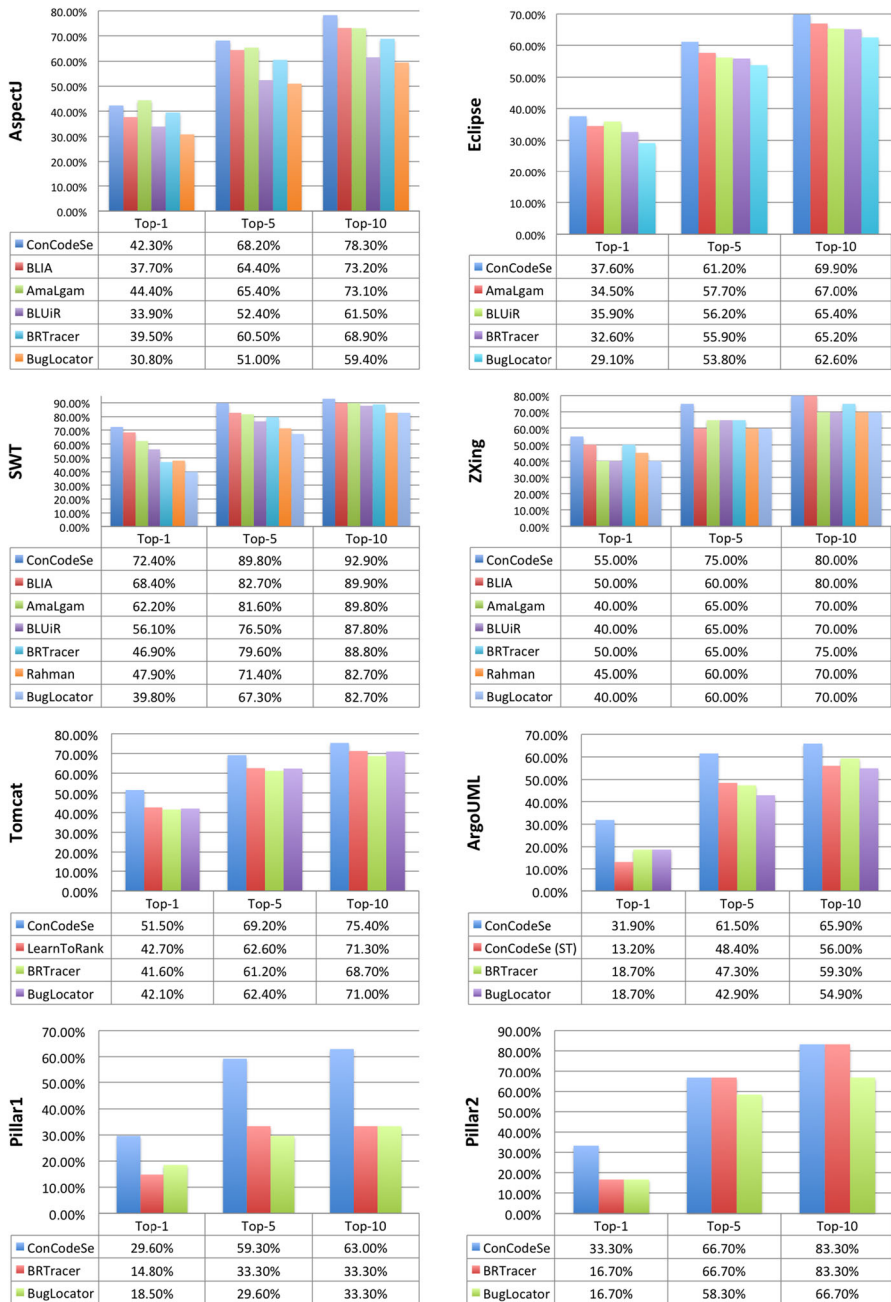 80.00%
70.00%
60.00%
50.00%
40.00%
30.00%
20.00%
10.00%
0.00%
AspectJ
Top-1 Top-5 Top-10
ConCodeSe 42.30% 68.20% 78.30%
BLIA 37.70% 64.40% 73.20%
AmaLgam 44.40% 65.40% 73.10%
BLUiR 33.90% 52.40% 61.50%
BRTracer 39.50% 60.50% 68.90%
BugLocator 30.80% 51.00% 59.40%
70.00%
60.00%
50.00%
40.00%
30.00%
20.00%
10.00%
0.00%
Eclipse
Top-1 Top-5 Top-10
ConCodeSe 37.60% 61.20% 69.90%
AmaLgam 34.50% 57.70% 67.00%
BLUiR 35.90% 56.20% 65.40%
BRTracer 32.60% 55.90% 65.20%
BugLocator 29.10% 53.80% 62.60%
90.00%
80.00%
70.00%
60.00%
50.00%
40.00%
30.00%
20.00%
10.00%
0.00%
SWT
Top-1 Top-5 Top-10
ConCodeSe 72.40% 89.80% 92.90%
BLIA 68.40% 82.70% 89.90%
AmaLgam 62.20% 81.60% 89.80%
BLUiR 56.10% 76.50% 87.80%
BRTracer 46.90% 79.60% 88.80%
Rahman 47.90% 71.40% 82.70%
BugLocator 39.80% 67.30% 82.70%
80.00%
70.00%
60.00%
50.00%
40.00%
30.00%
20.00%
10.00%
0.00%
ZXing
Top-1 Top-5 Top-10
ConCodeSe 55.00% 75.00% 80.00%
BLIA 50.00% 60.00% 80.00%
AmaLgam 40.00% 65.00% 70.00%
BLUiR 40.00% 65.00% 70.00%
BRTracer 50.00% 65.00% 75.00%
Rahman 45.00% 60.00% 70.00%
BugLocator 40.00% 60.00% 70.00%
80.00%
70.00%
60.00%
50.00%
40.00%
30.00%
20.00%
10.00%
0.00%
Tomcat
Top-1 Top-5 Top-10
ConCodeSe 51.50% 69.20% 75.40%
LearnToRank 42.70% 62.60% 71.30%
BRTracer 41.60% 61.20% 68.70%
BugLocator 42.10% 62.40% 71.00%
70.00%
60.00%
50.00%
40.00%
30.00%
20.00%
10.00%
0.00%
ArgoUML
Top-1 Top-5 Top-10
ConCodeSe 31.90% 61.50% 65.90%
ConCodeSe (ST) 13.20% 48.40% 56.00%
BRTracer 18.70% 47.30% 59.30%
BugLocator 18.70% 42.90% 54.90%
70.00%
60.00%
50.00%
40.00%
30.00%
20.00%
10.00%
0.00%
Pillar1
Top-1 Top-5 Top-10
ConCodeSe 29.60% 59.30% 63.00%
BRTracer 14.80% 33.30% 33.30%
BugLocator 18.50% 29.60% 33.30%
90.00%
80.00%
70.00%
60.00%
50.00%
40.00%
30.00%
20.00%
10.00%
0.00%
Pillar2
Top-1 Top-5 Top-10
ConCodeSe 33.30% 66.70% 83.30%
BRTracer 16.70% 66.70% 83.30%
BugLocator 16.70% 58.30% 66.70%